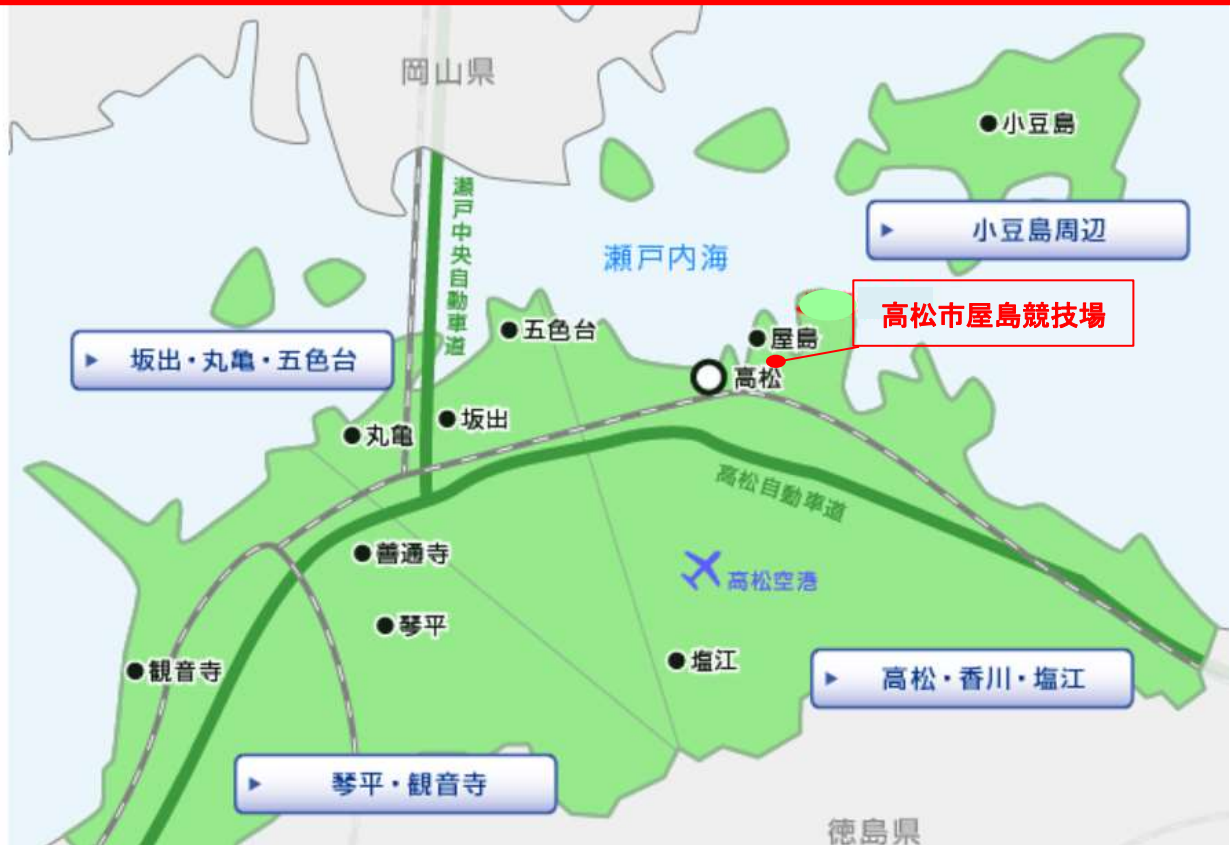 岡山県
小豆島
瀬戸中央自動車道
▶ 小豆島周辺
瀬戸内海
高松市屋島競技場
五色台
屋島
▶ 坂出・丸亀・五色台
高松
坂出
丸亀
高松自動車道
善通寺
高松空港
琴平
塩江
観音寺
▶ 高松・香川・塩江
▶ 琴平・観音寺
徳島県